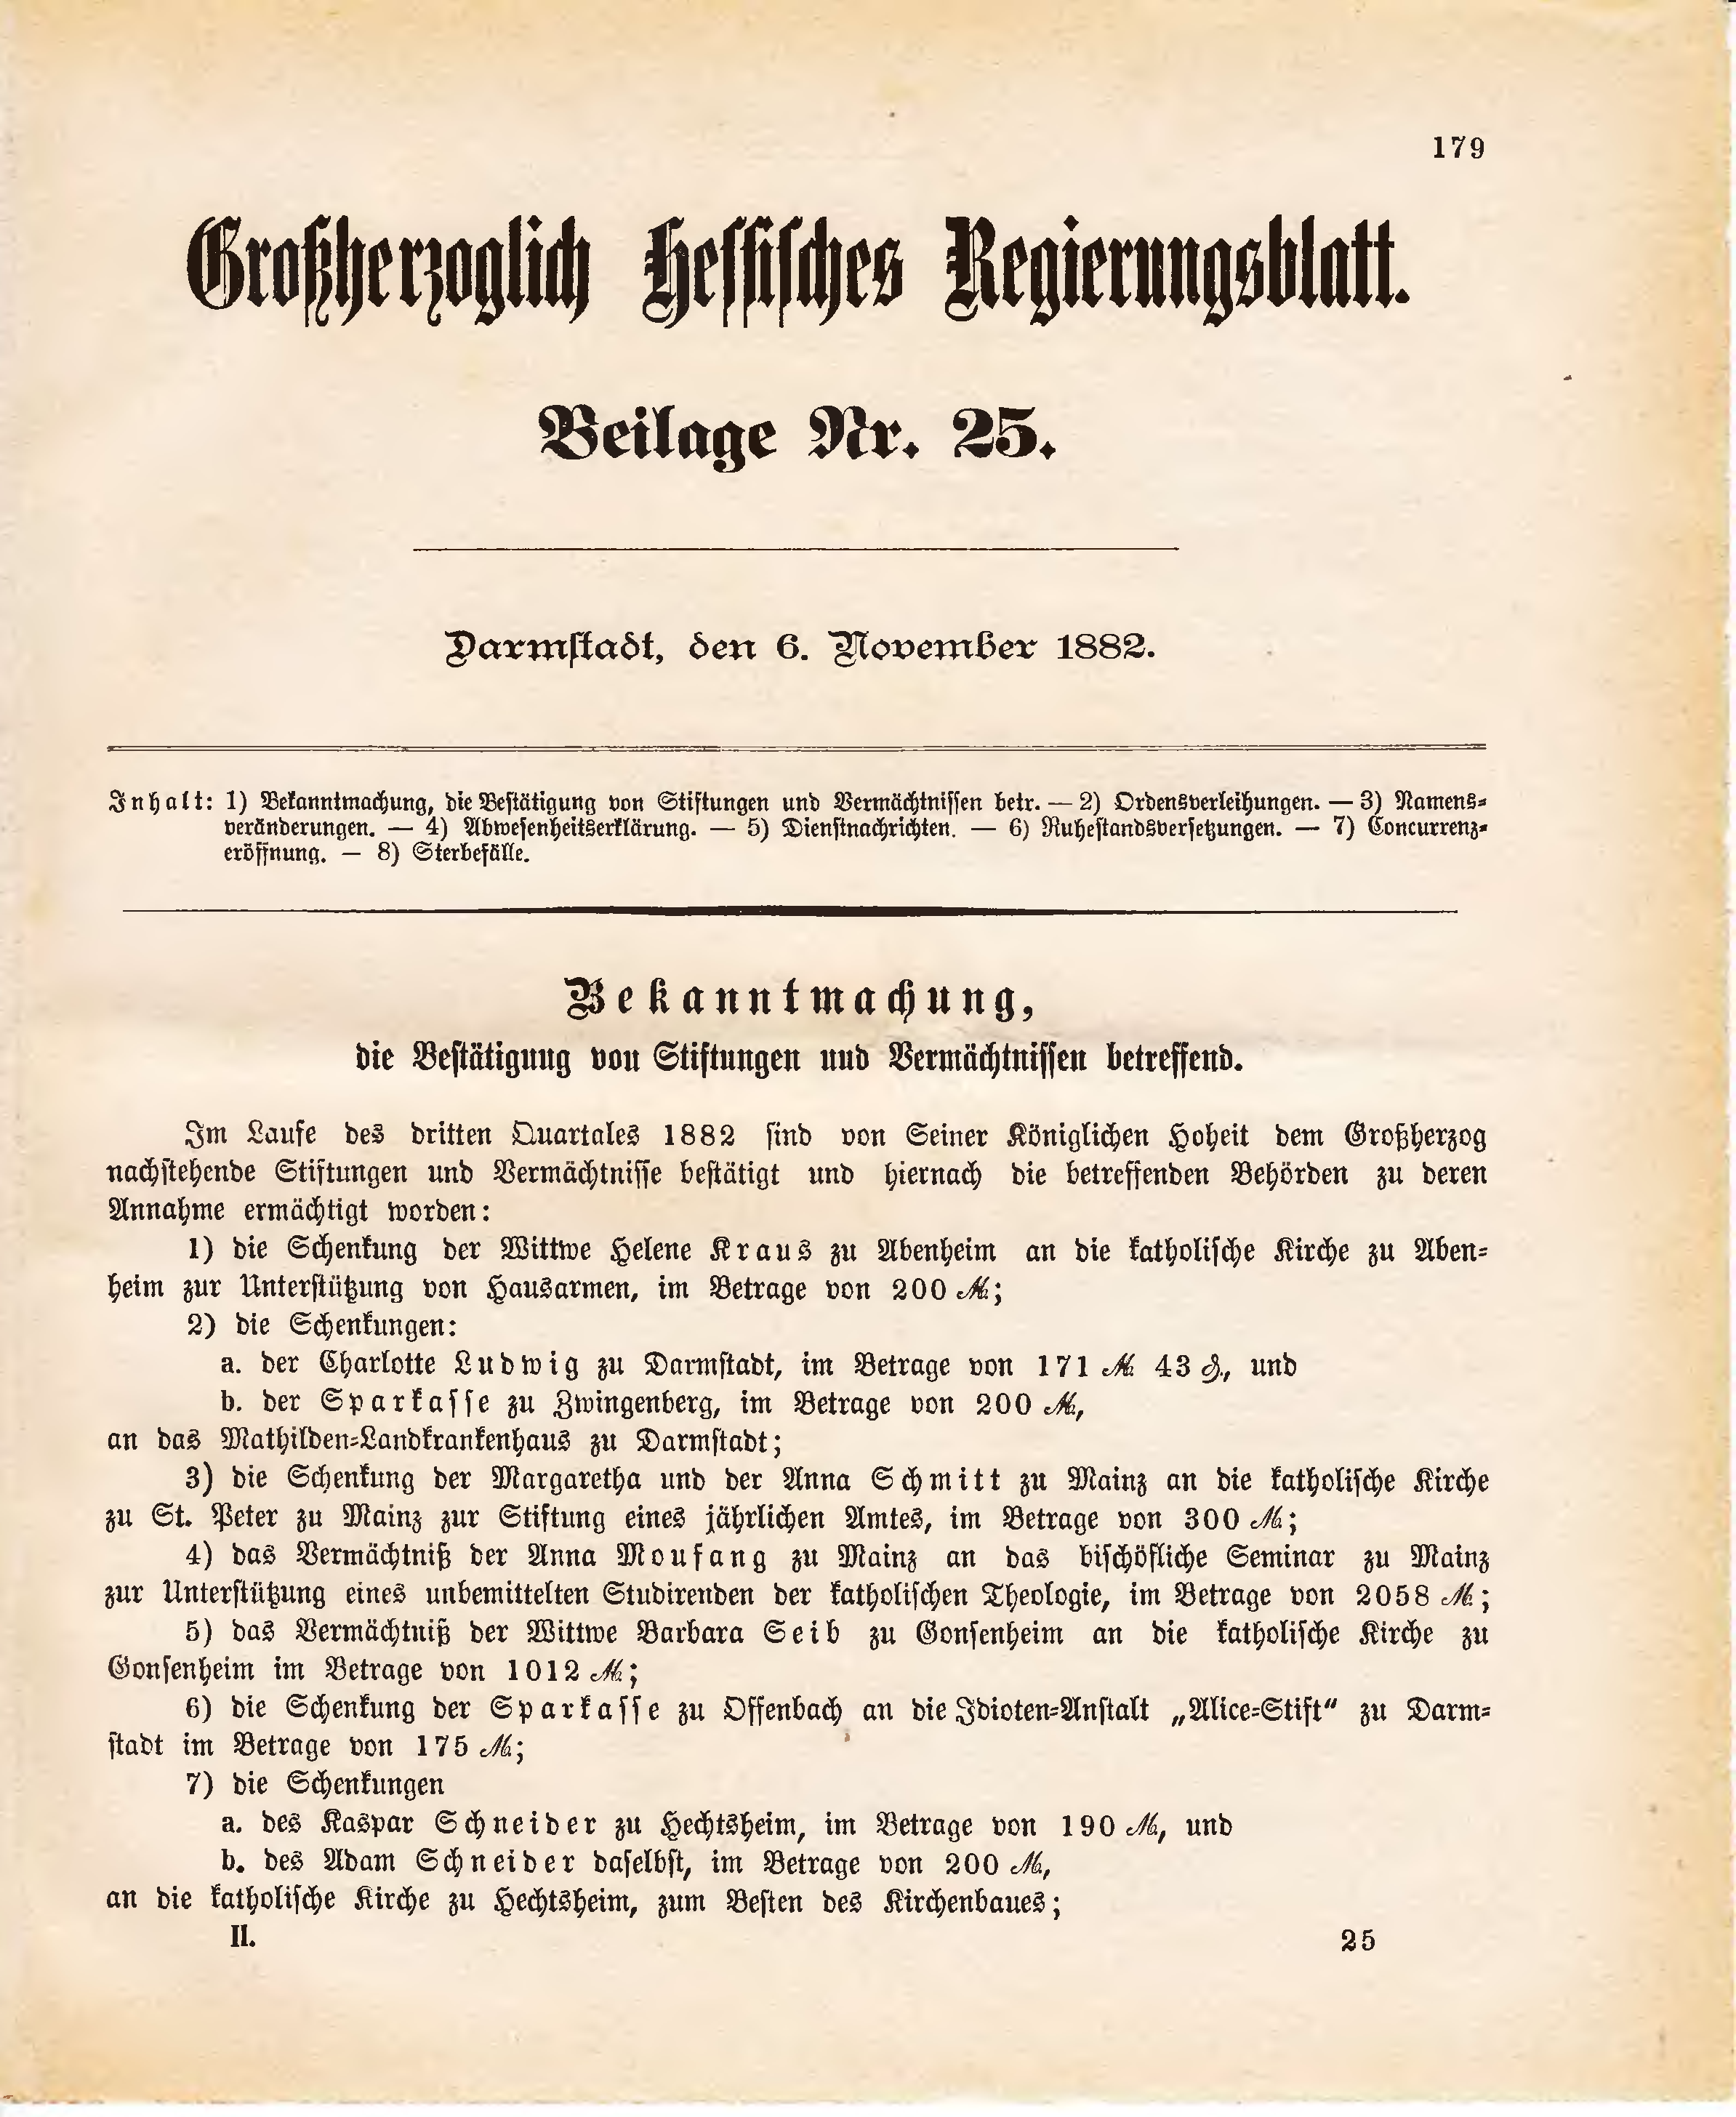 179
Großherzoglich Hessisches Regierungsblatt.
Beilage Nr. 25.
Darmstadt, den 6. November 1882.
Inhalt: 1) Bekanntmachung, die Bestätigung von Stiftungen und Vermächtnissen betr. — 2) Ordensverleihungen. — 3) Namens-
veränderungen. — 4) Abwesenheitserklärung. — 5) Dienstnachrichten. — 6) Ruhestandsversetzungen. — 7) Concurrenz-
eröffnung. — 8) Sterbefälle.
Bekanntmachung,
die Bestätigung von Stiftungen und Vermächtnissen betreffend.
Im Laufe des dritten Quartales 1882 sind von Seiner Königlichen Hoheit dem Großherzog
nachstehende Stiftungen und Vermächtnisse bestätigt und hiernach die betreffenden Behörden zu deren
Annahme ermächtigt worden:
1) die Schenkung der Wittwe Helene Kraus zu Abenheim an die katholische Kirche zu Aben-
heim zur Unterstützung von Hausarmen, im Betrage von 200 ℳ;
2) die Schenkungen:
a. der Charlotte Ludwig zu Darmstadt, im Betrage von 171 ℳ 43 ₰, und
b. der Sparkasse zu Zwingenberg, im Betrage von 200 ℳ,
an das Mathilden-Landkrankenhaus zu Darmstadt;
3) die Schenkung der Margaretha und der Anna Schmitt zu Mainz an die katholische Kirche
zu St. Peter zu Mainz zur Stiftung eines jährlichen Amtes, im Betrage von 300 ℳ;
4) das Vermächtniß der Anna Moufang zu Mainz an das bischöfliche Seminar zu Mainz
zur Unterstützung eines unbemittelten Studirenden der katholischen Theologie, im Betrage von 2058 ℳ;
5) das Vermächtniß der Wittwe Barbara Seib zu Gonsenheim an die katholische Kirche zu
Gonsenheim im Betrage von 1012 ℳ;
6) die Schenkung der Sparkasse zu Offenbach an die Idioten-Anstalt „Alice-Stift“ zu Darm-
stadt im Betrage von 175 ℳ;
7) die Schenkungen
a. des Kaspar Schneider zu Hechtsheim, im Betrage von 190 ℳ, und
b. des Adam Schneider daselbst, im Betrage von 200 ℳ,
an die katholische Kirche zu Hechtsheim, zum Besten des Kirchenbaues;
II. 25